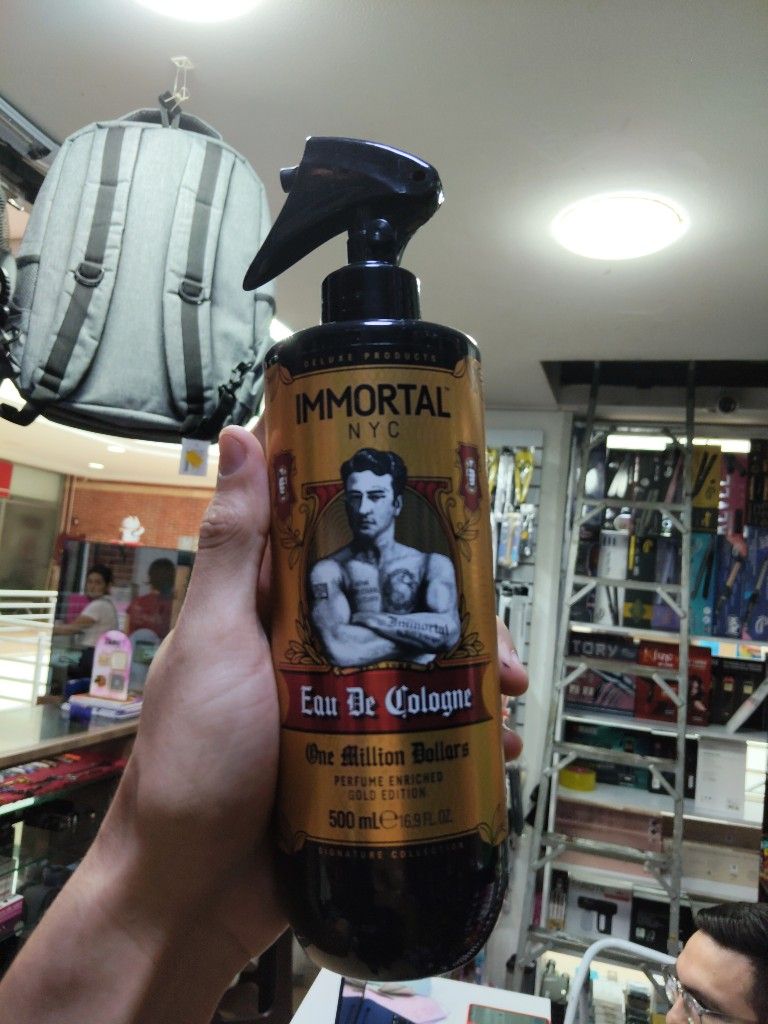 DELUXE PRODUCTS
IMMORTAL™
NYC
Immortal
Eau De Cologne
One Million Dollars
PERFUME ENRICHED
GOLD EDITION
500 mL e 16.9 FL.OZ.
SIGNATURE COLLECTION
TORY